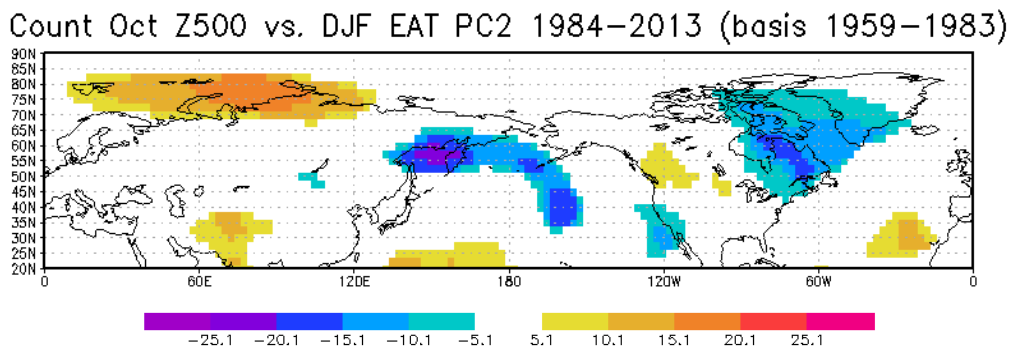 Count Oct Z500 vs. DJF EAT PC2 1984−2013 (basis 1959−1983)
90N
85N
80N
75N
70N
65N
60N
55N
50N
45N
40N
35N
30N
25N
20N
0 60E 120E 180 120W 60W 0
−25.1 −20.1 −15.1 −10.1 −5.1 5.1 10.1 15.1 20.1 25.1